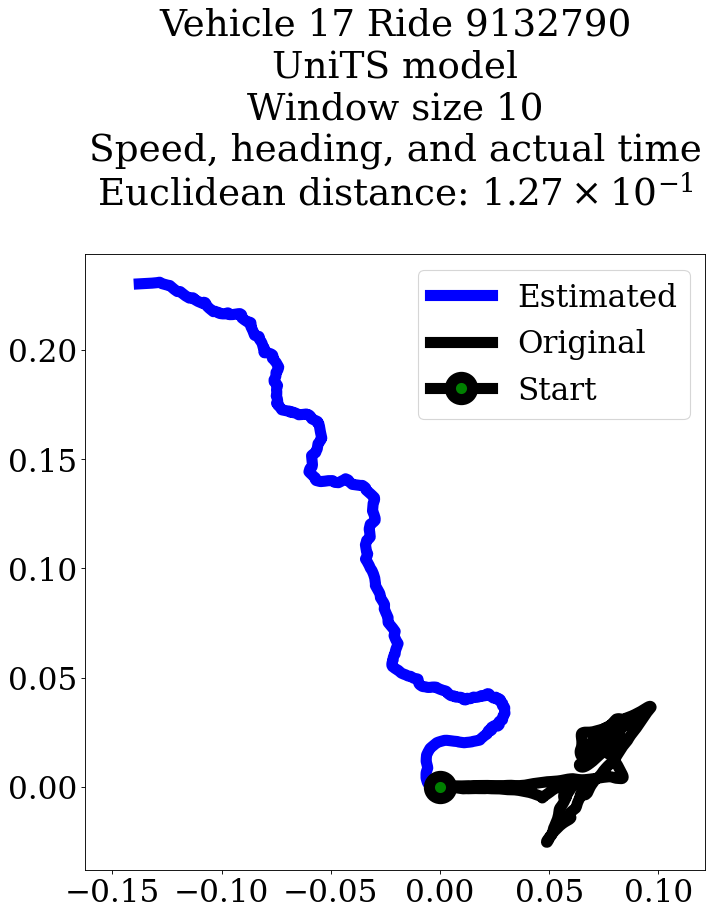 Vehicle 17 Ride 9132790
UniTS model
Window size 10
Speed, heading, and actual time
Euclidean distance: 1.27 × 10⁻¹
Estimated
Original
Start
0.20
0.15
0.10
0.05
0.00
−0.15 −0.10 −0.05 0.00 0.05 0.10